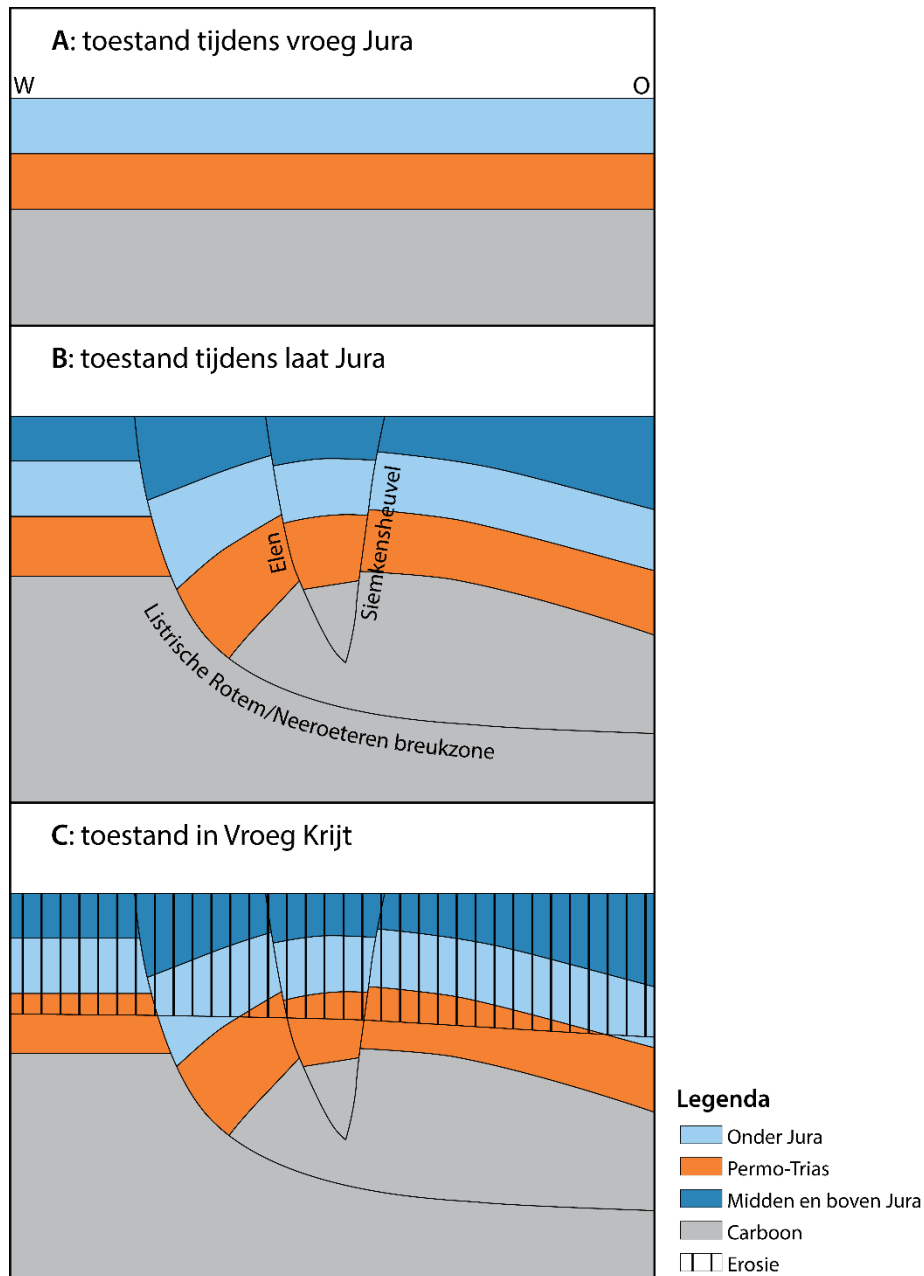 A: toestand tijdens vroeg Jura
W
O
B: toestand tijdens laat Jura
Elen
Siemkensheuvel
Listrische Rotem/Neeroeteren breukzone
C: toestand in Vroeg Krijt
Legenda
Onder Jura
Permo-Trias
Midden en boven Jura
Carboon
Erosie